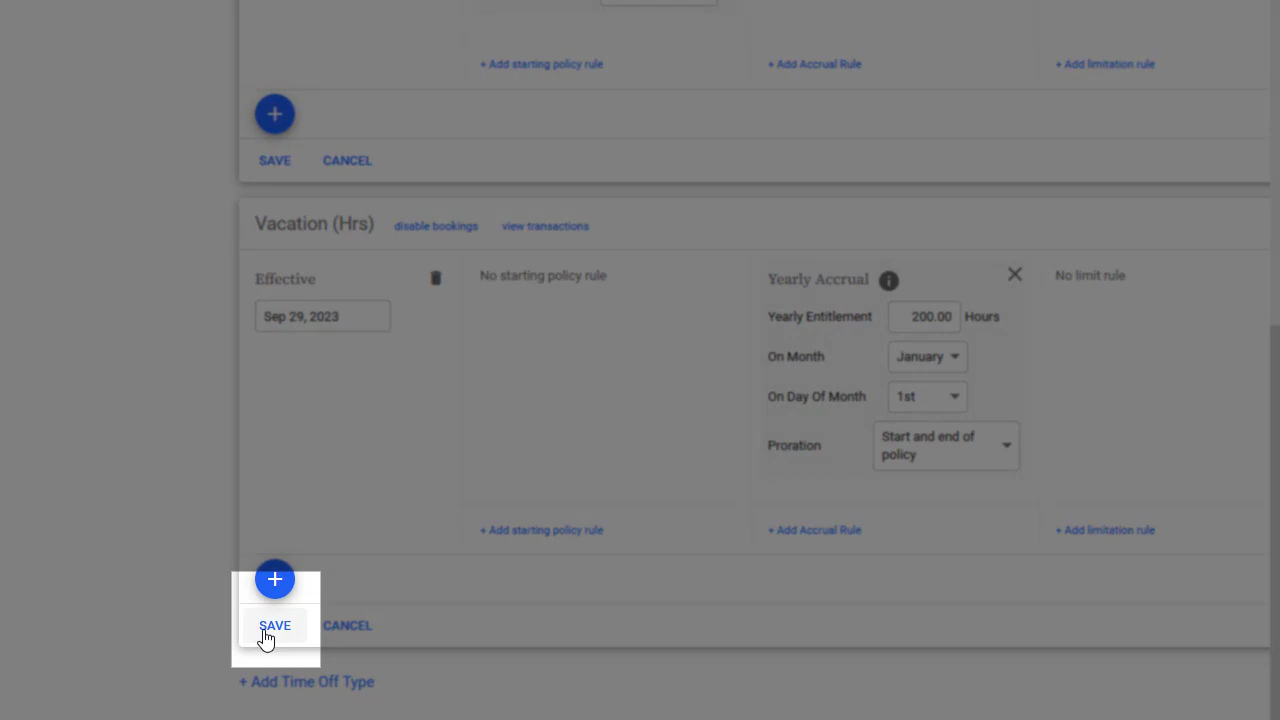 + Add starting policy rule
+ Add Accrual Rule
+ Add limitation rule
+
SAVE
CANCEL
Vacation (Hrs)
disable bookings
view transactions
Effective
Sep 29, 2023
No starting policy rule
Yearly Accrual
i
Yearly Entitlement
200.00
Hours
On Month
January
On Day Of Month
1st
Proration
Start and end of
policy
No limit rule
+ Add starting policy rule
+ Add Accrual Rule
+ Add limitation rule
+
SAVE
CANCEL
+ Add Time Off Type